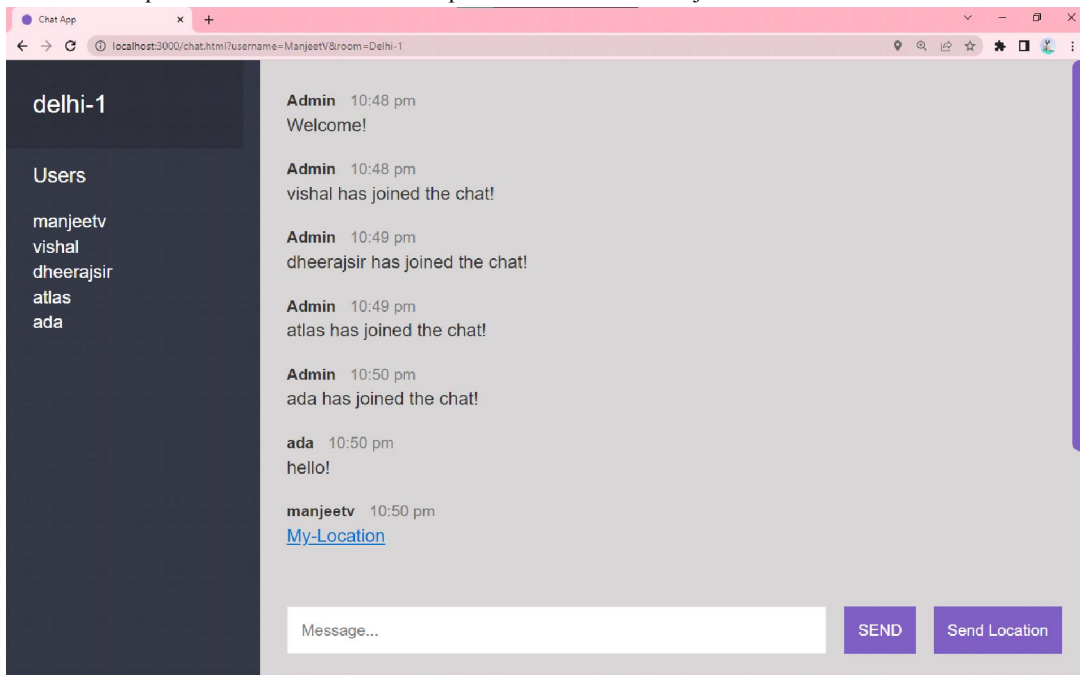 Chat App
localhost:3000/chat.html?username=ManjeetV&room=Delhi-1
delhi-1
Users
manjeetv
vishal
dheerajsir
atlas
ada
Admin 10:48 pm
Welcome!
Admin 10:48 pm
vishal has joined the chat!
Admin 10:49 pm
dheerajsir has joined the chat!
Admin 10:49 pm
atlas has joined the chat!
Admin 10:50 pm
ada has joined the chat!
ada 10:50 pm
hello!
manjeetv 10:50 pm
My-Location
Message...
SEND
Send Location